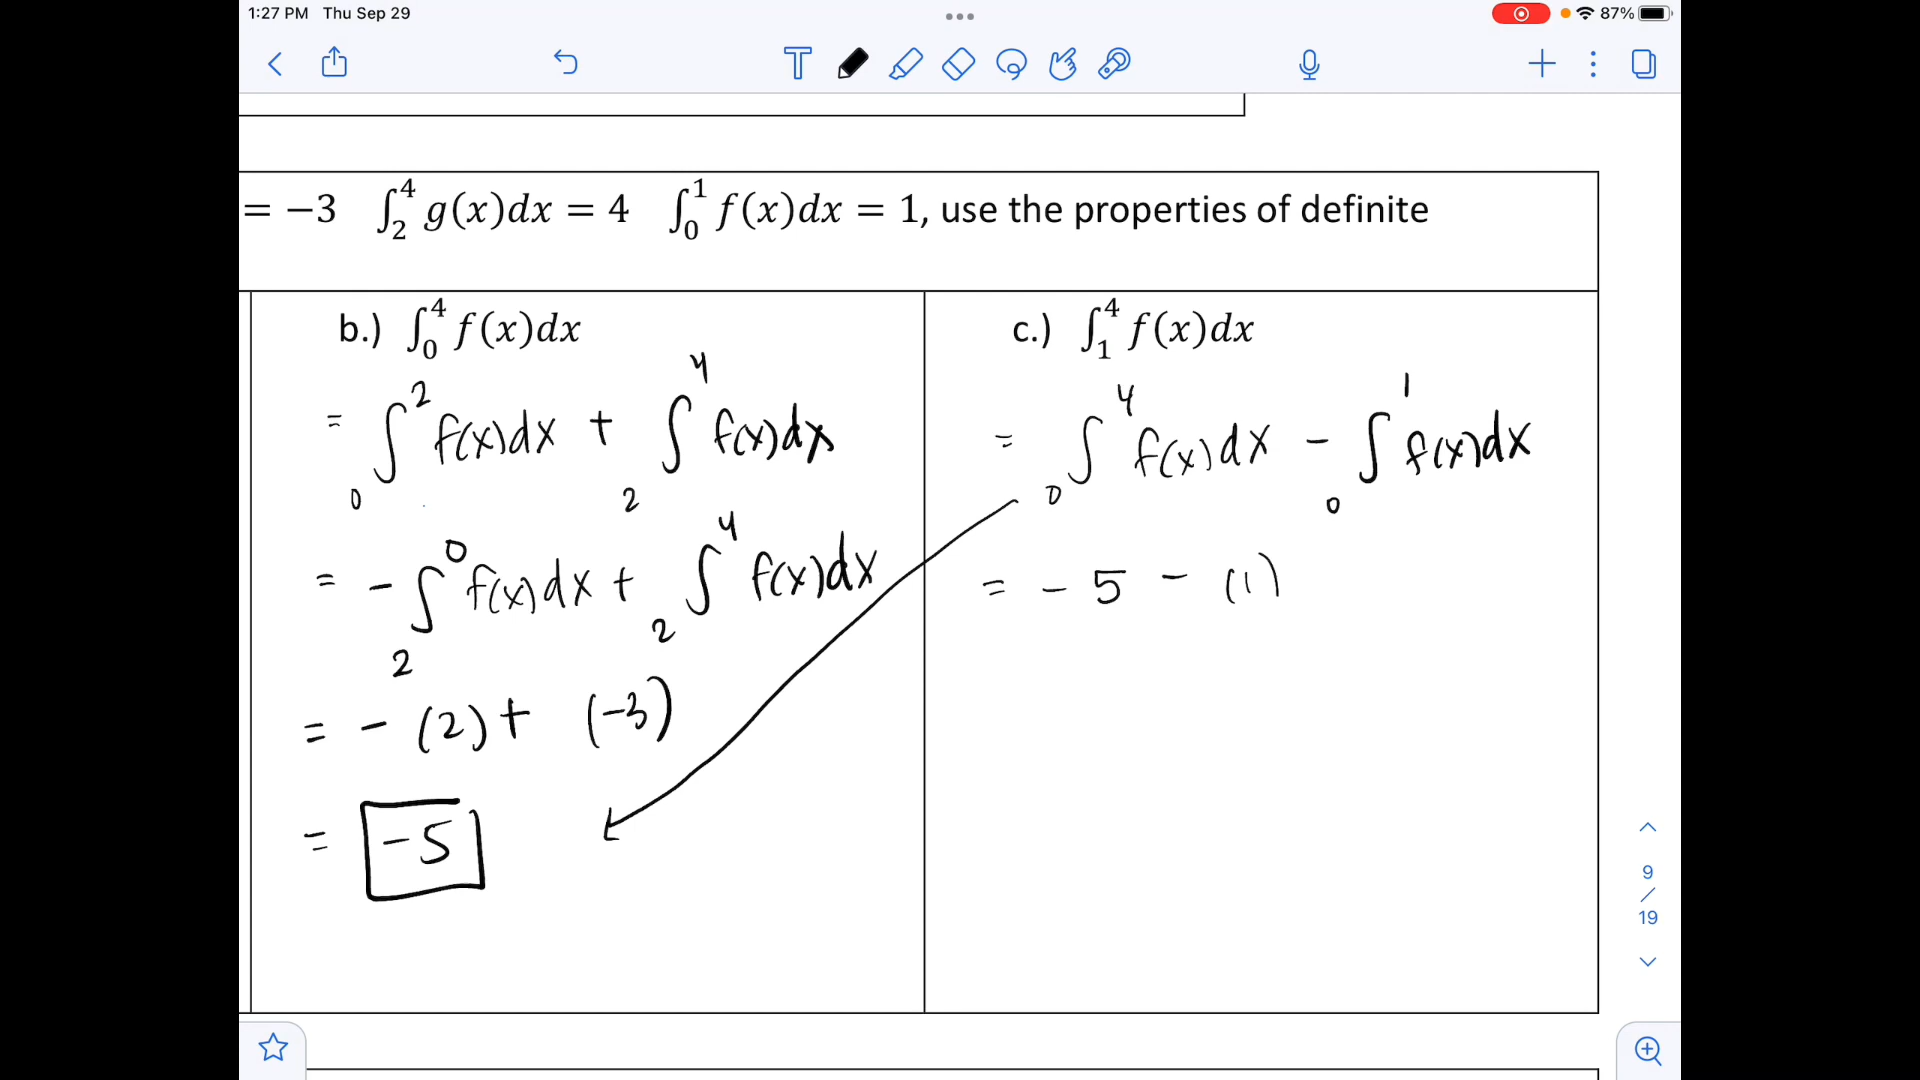 1:27 PM Thu Sep 29
87%
= −3 ∫₂⁴ g(x)dx = 4 ∫₀¹ f(x)dx = 1, use the properties of definite
b.) ∫₀⁴ f(x)dx
= ∫₀² f(x)dx + ∫₂⁴ f(x)dx
= - ∫₂⁰ f(x)dx + ∫₂⁴ f(x)dx
= - (2) + (-3)
= -5
c.) ∫₁⁴ f(x)dx
= ∫₀⁴ f(x)dx - ∫₀¹ f(x)dx
= - 5 - (1)
9
/
19